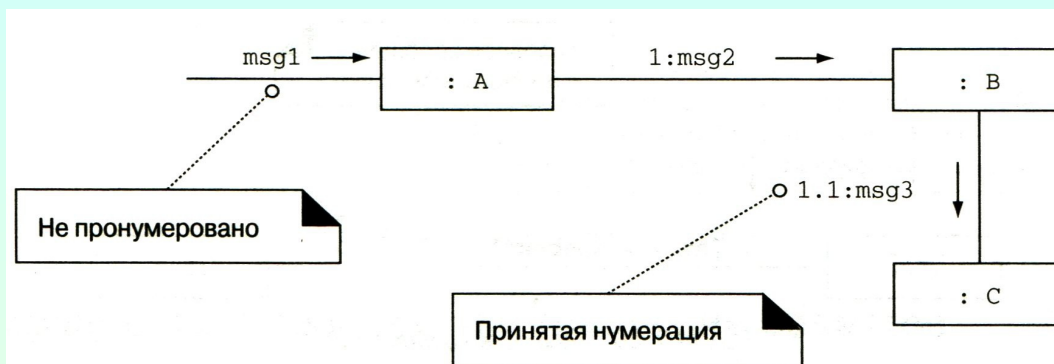 msg1
: A
1:msg2
: B
1.1:msg3
Не пронумеровано
: C
Принятая нумерация